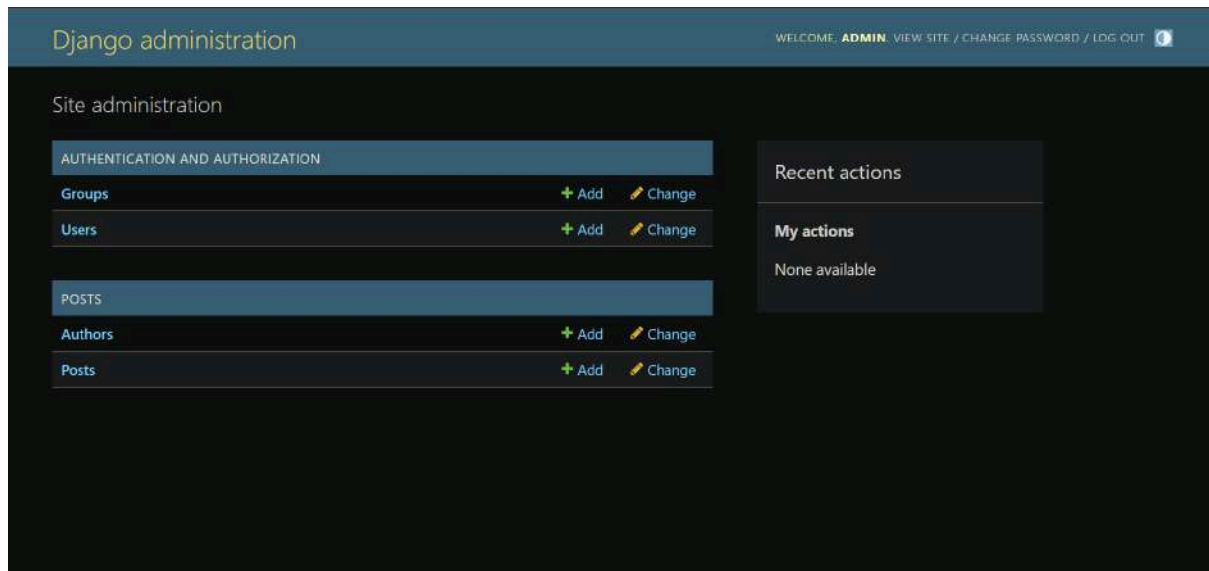 Django administration
WELCOME, ADMIN. VIEW SITE / CHANGE PASSWORD / LOG OUT
Site administration
AUTHENTICATION AND AUTHORIZATION
Groups + Add Change
Users + Add Change
POSTS
Authors + Add Change
Posts + Add Change
Recent actions
My actions
None available